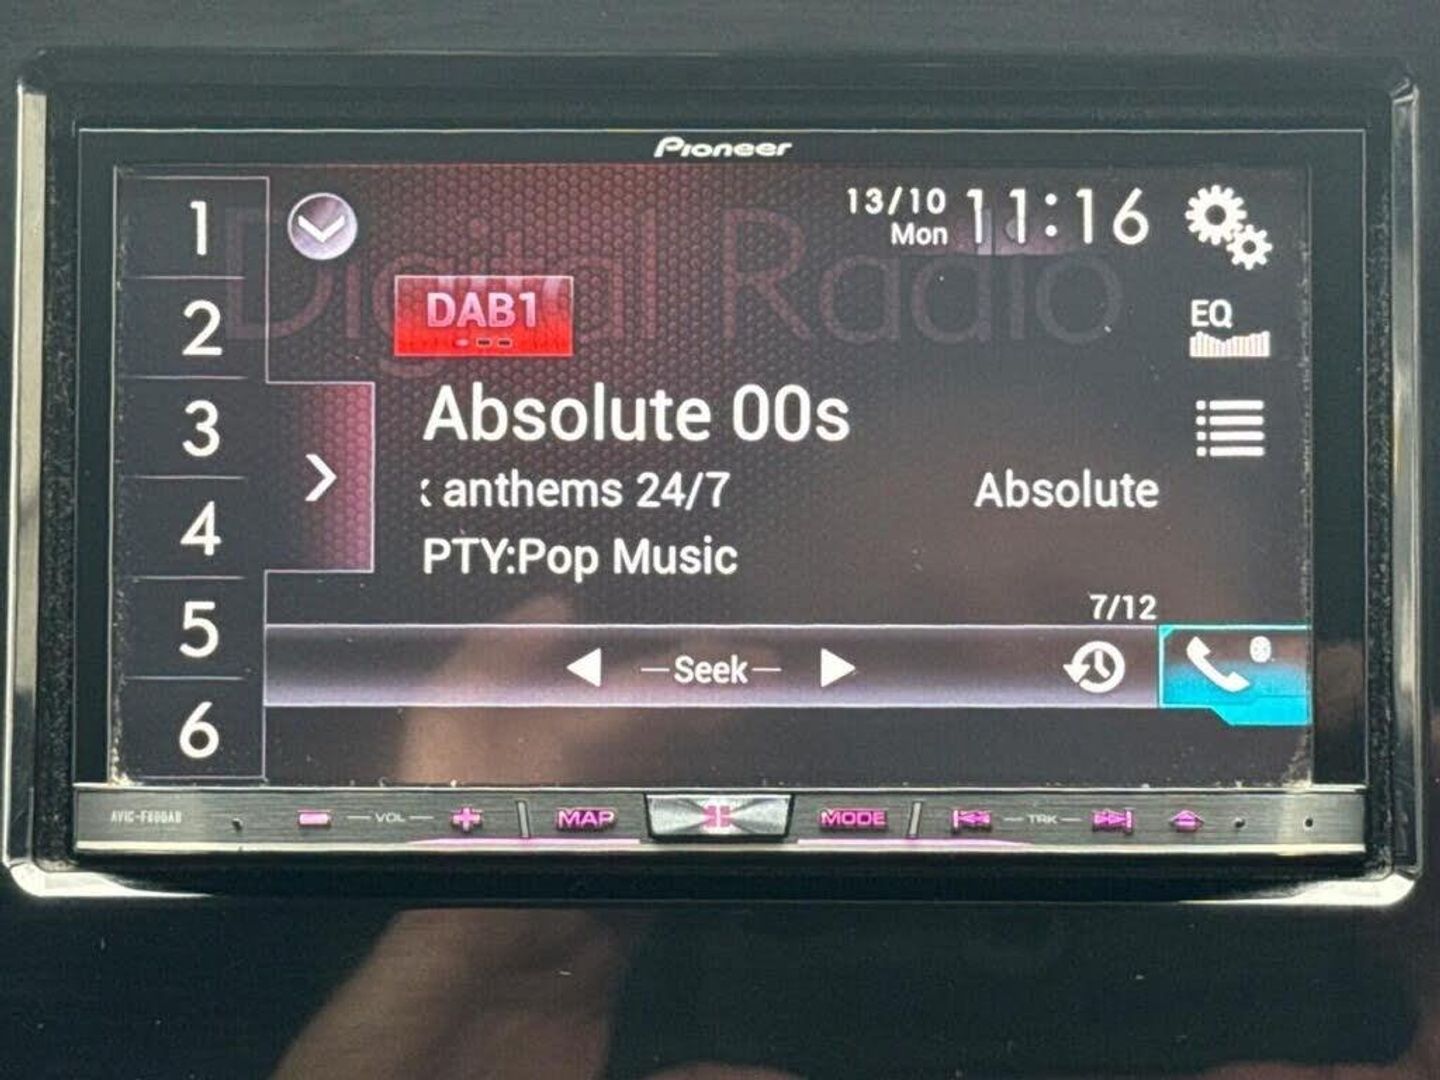 Pioneer
1
2
3
4
5
6
Digital Radio
13/10
Mon
11:16
DAB1
EQ
Absolute 00s
anthems 24/7
Absolute
PTY:Pop Music
7/12
Seek
VOL
MAP
MODE
TRK